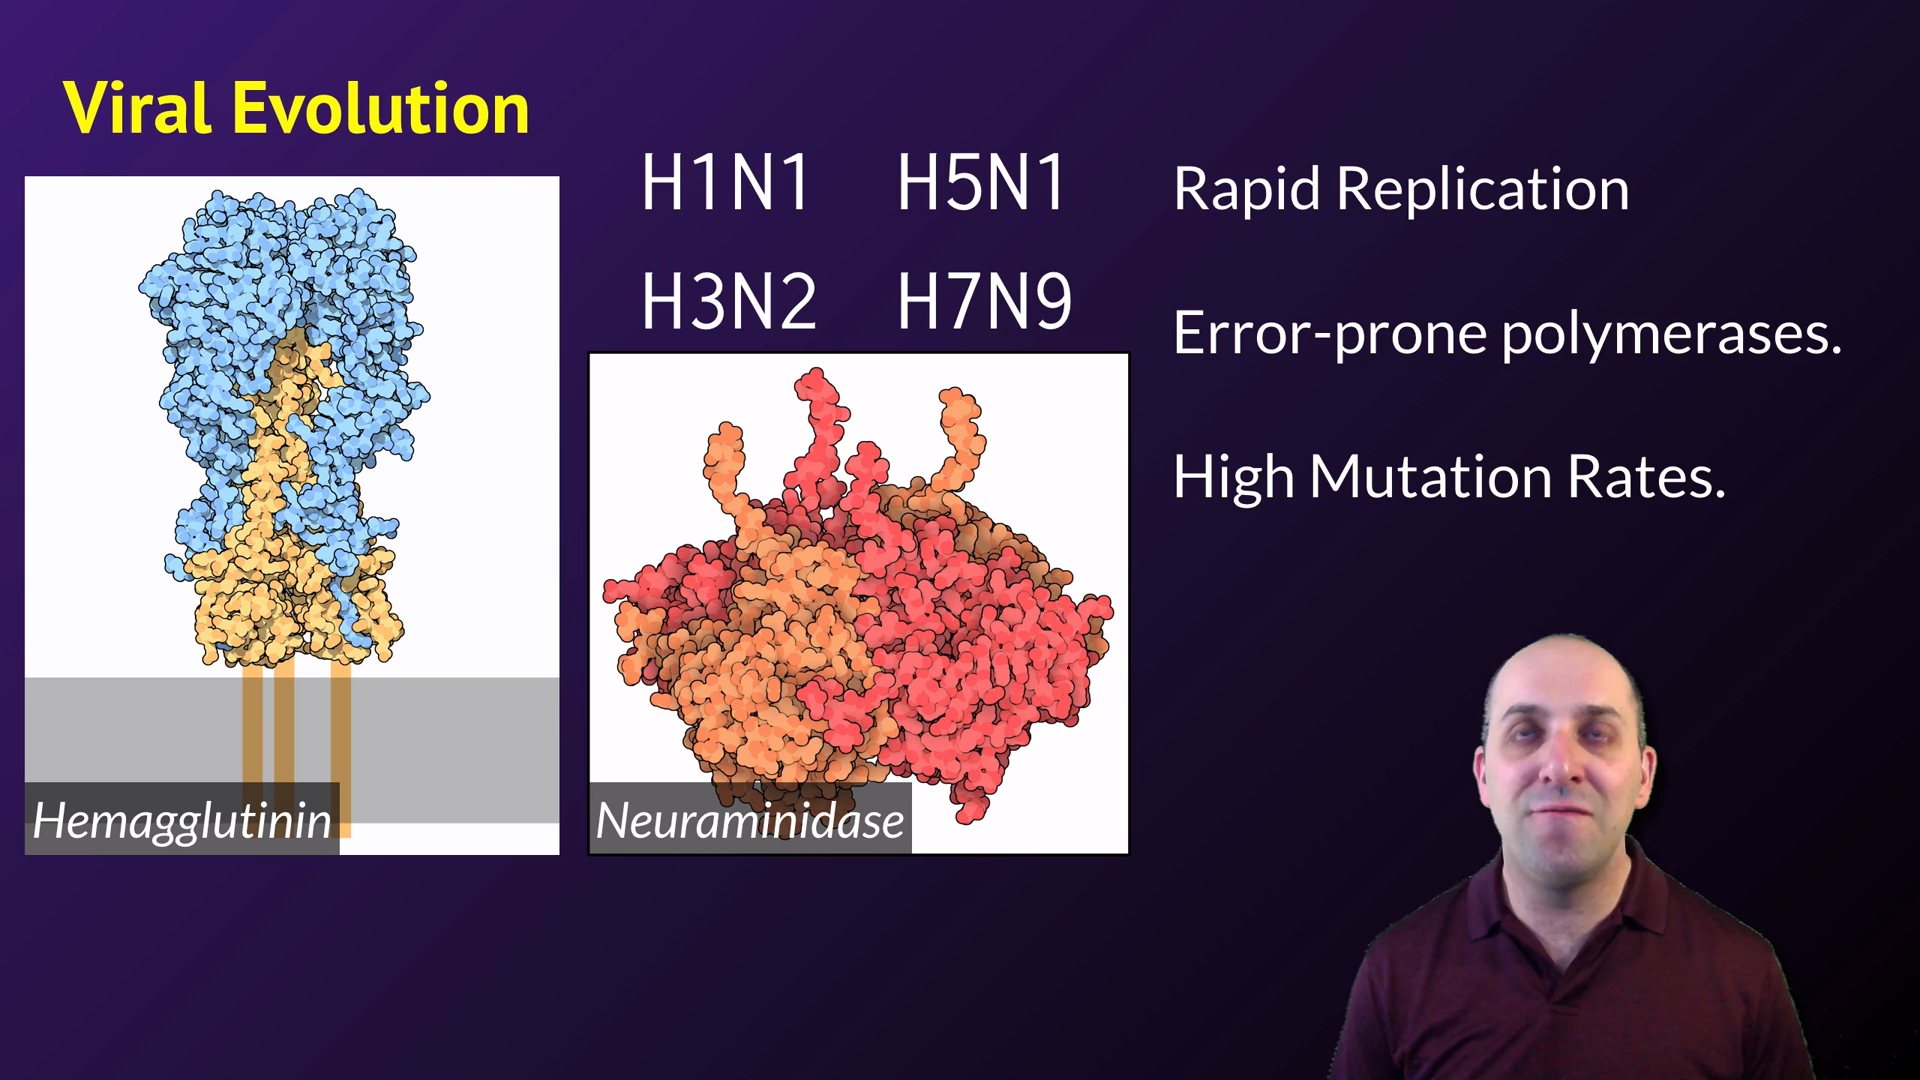 Viral Evolution
H1N1 H5N1
H3N2 H7N9
Rapid Replication
Error-prone polymerases.
High Mutation Rates.
Hemagglutinin
Neuraminidase